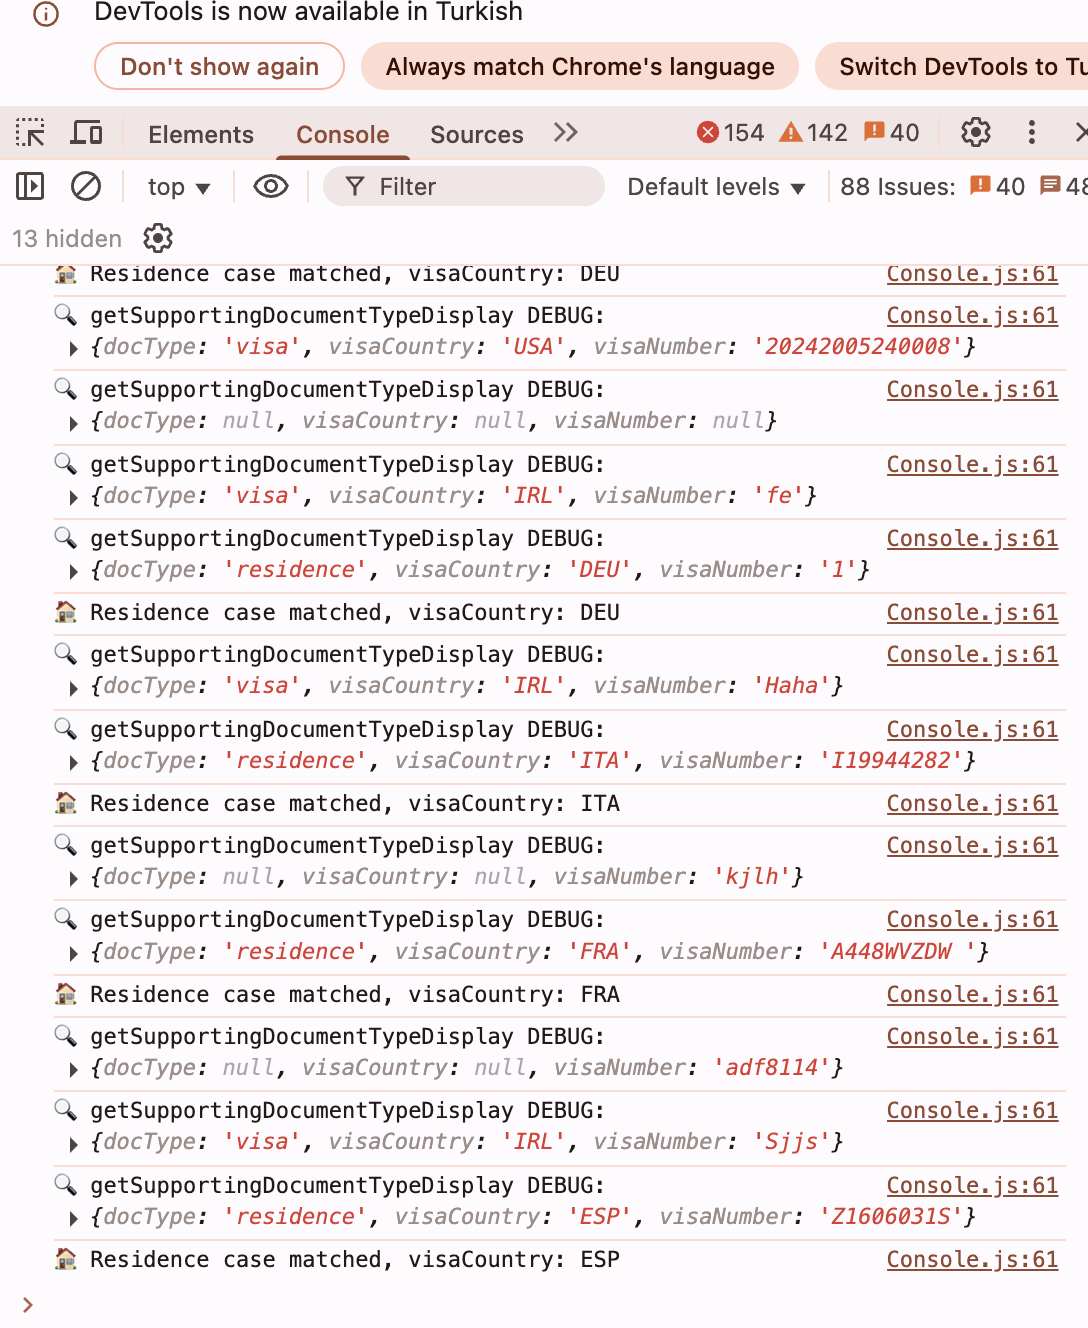 DevTools is now available in Turkish
Don't show again Always match Chrome's language Switch DevTools to Tu
Elements Console Sources 154 142 40
top Filter Default levels 88 Issues: 40 48
13 hidden
Residence case matched, visaCountry: DEU Console.js:61
getSupportingDocumentTypeDisplay DEBUG: Console.js:61
{docType: 'visa', visaCountry: 'USA', visaNumber: '20242005240008'}
getSupportingDocumentTypeDisplay DEBUG: Console.js:61
{docType: null, visaCountry: null, visaNumber: null}
getSupportingDocumentTypeDisplay DEBUG: Console.js:61
{docType: 'visa', visaCountry: 'IRL', visaNumber: 'fe'}
getSupportingDocumentTypeDisplay DEBUG: Console.js:61
{docType: 'residence', visaCountry: 'DEU', visaNumber: '1'}
Residence case matched, visaCountry: DEU Console.js:61
getSupportingDocumentTypeDisplay DEBUG: Console.js:61
{docType: 'visa', visaCountry: 'IRL', visaNumber: 'Haha'}
getSupportingDocumentTypeDisplay DEBUG: Console.js:61
{docType: 'residence', visaCountry: 'ITA', visaNumber: 'I19944282'}
Residence case matched, visaCountry: ITA Console.js:61
getSupportingDocumentTypeDisplay DEBUG: Console.js:61
{docType: null, visaCountry: null, visaNumber: 'kjlh'}
getSupportingDocumentTypeDisplay DEBUG: Console.js:61
{docType: 'residence', visaCountry: 'FRA', visaNumber: 'A448WVZDW '}
Residence case matched, visaCountry: FRA Console.js:61
getSupportingDocumentTypeDisplay DEBUG: Console.js:61
{docType: null, visaCountry: null, visaNumber: 'adf8114'}
getSupportingDocumentTypeDisplay DEBUG: Console.js:61
{docType: 'visa', visaCountry: 'IRL', visaNumber: 'Sjjs'}
getSupportingDocumentTypeDisplay DEBUG: Console.js:61
{docType: 'residence', visaCountry: 'ESP', visaNumber: 'Z1606031S'}
Residence case matched, visaCountry: ESP Console.js:61